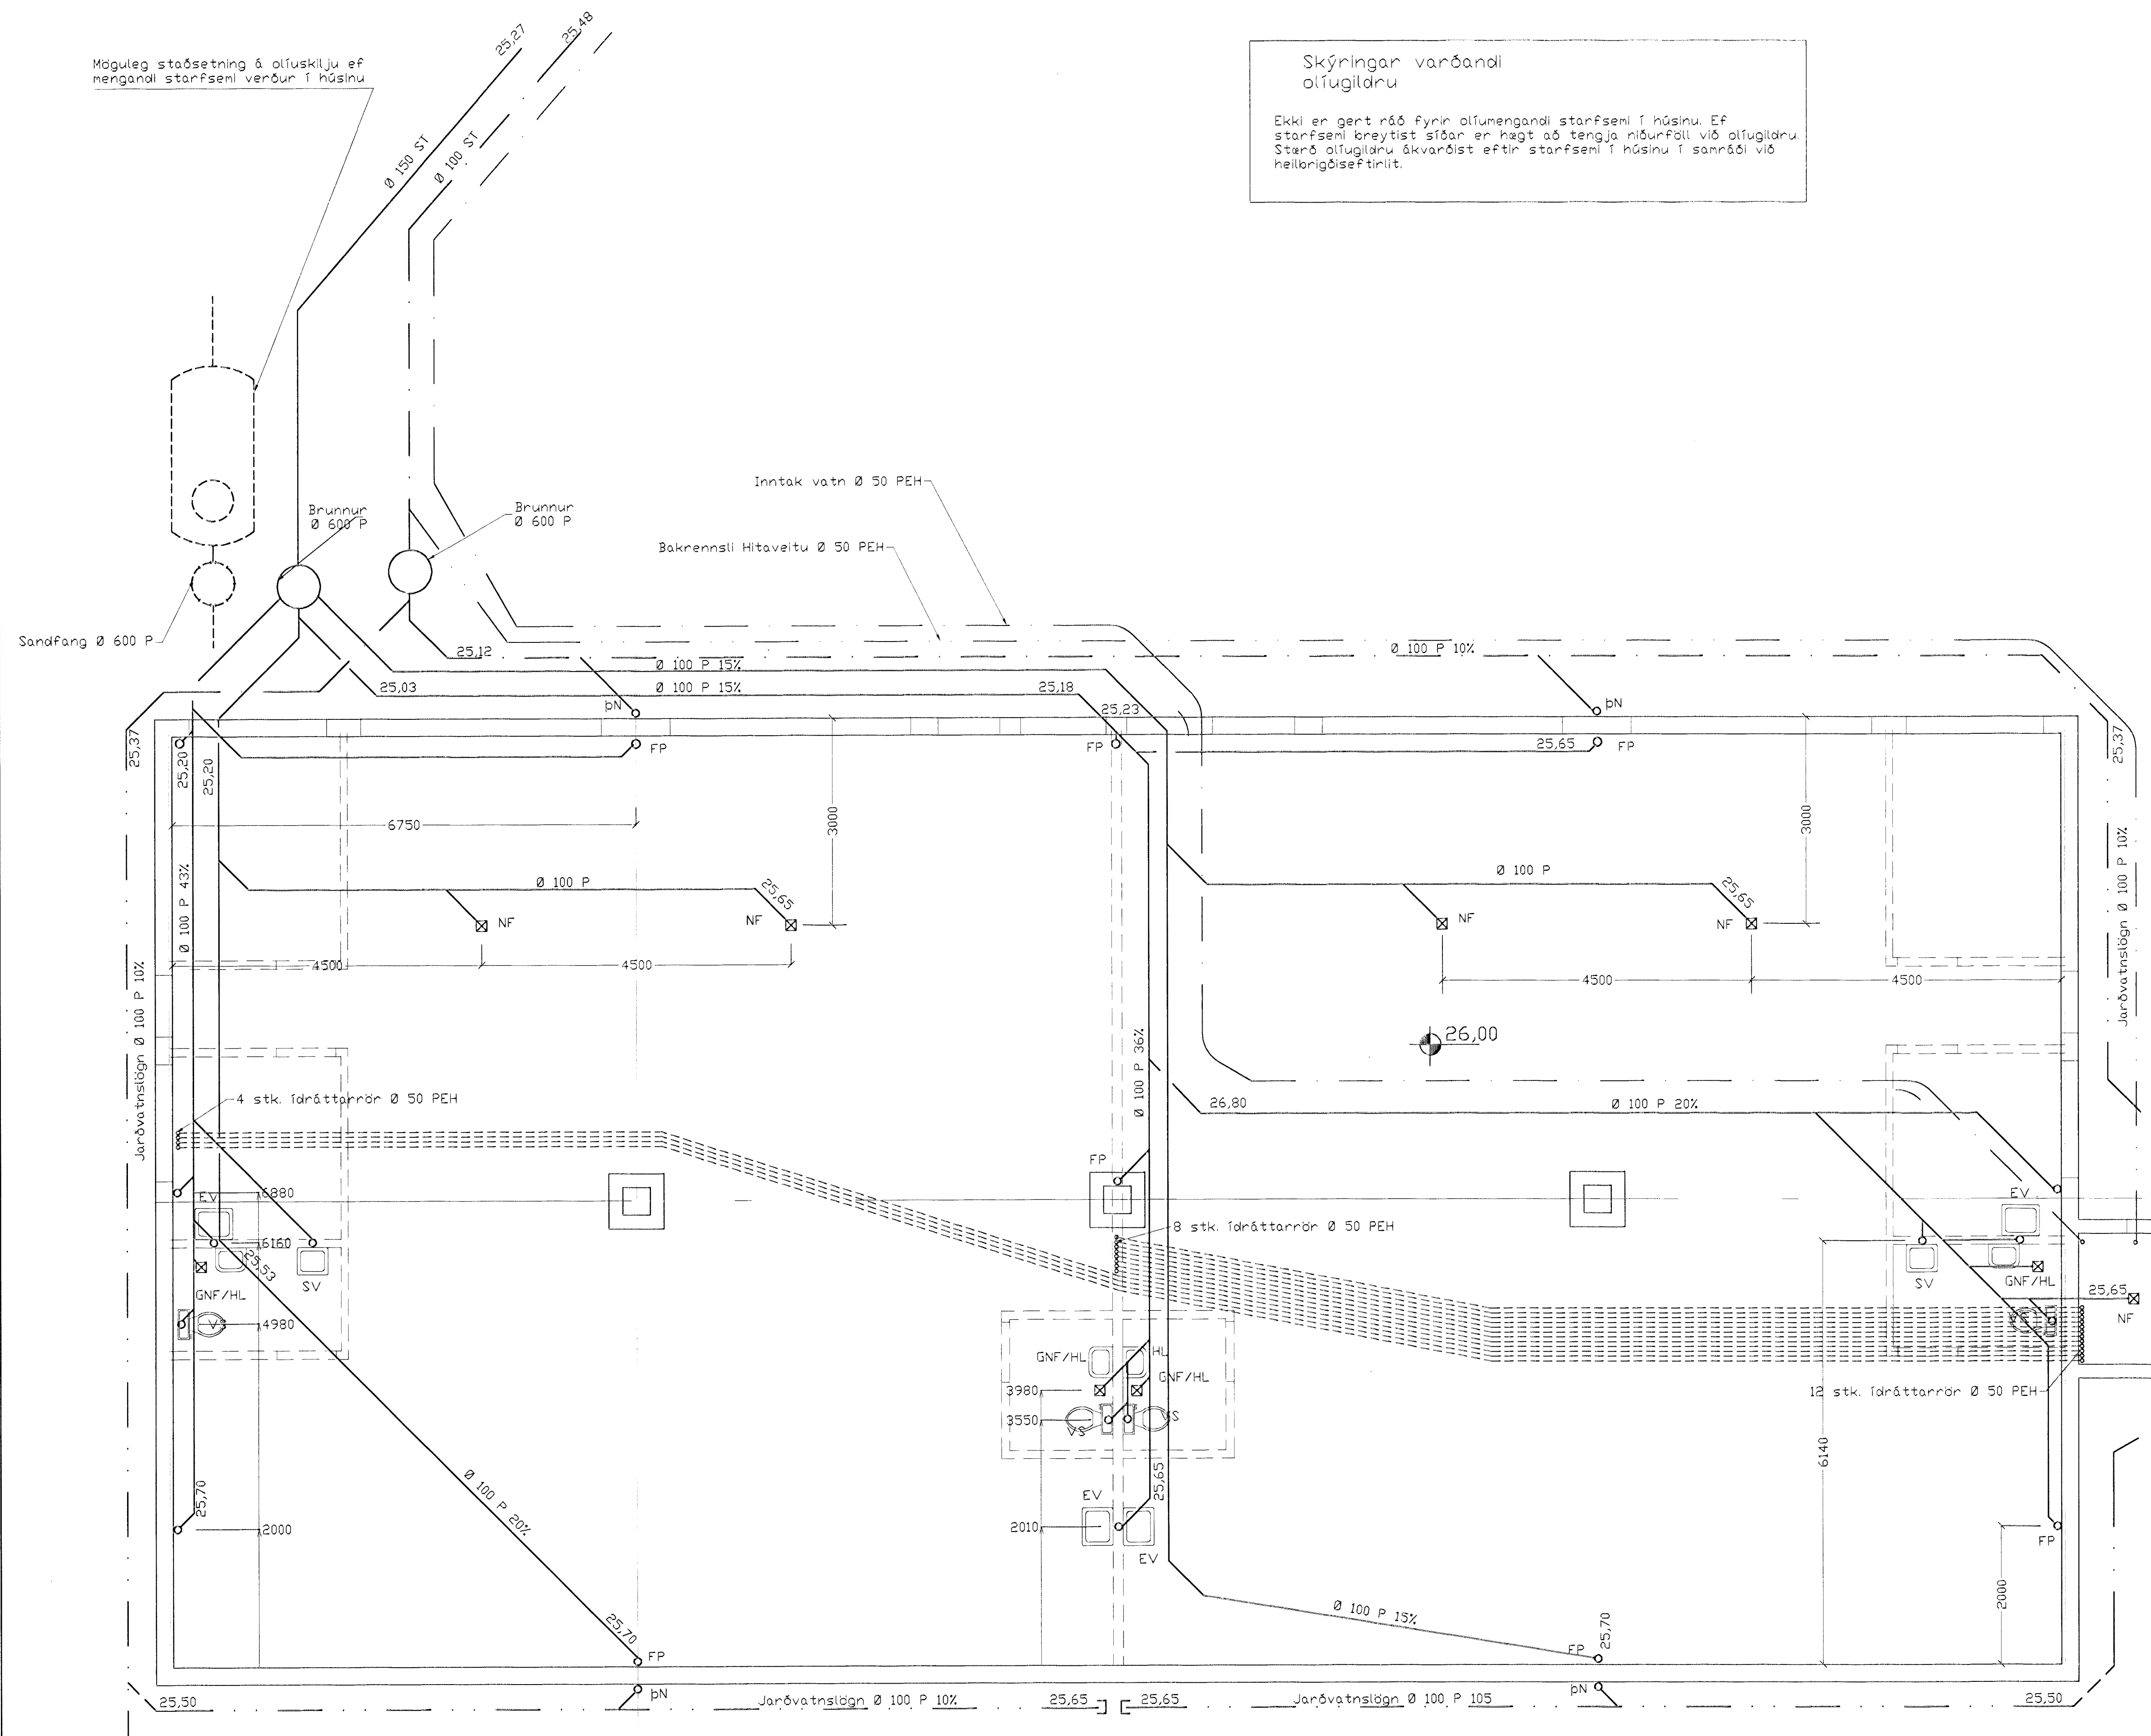 Möguleg staðsetning á olíuskilju ef
mengandi starfsemi verður í húsinu
25,27
25,48
Ø 150 ST
Ø 100 ST
Skýringar varðandi
olíugildru
Ekki er gert ráð fyrir olíumengandi starfsemi í húsinu. Ef
starfsemi breytist síðar er hægt að tengja niðurföll við olíugildru.
Stærð olíugildru ákvarðist eftir starfsemi í húsinu í samráði við
heilbrigðiseftirlit.
Brunnur
Ø 600 P
Brunnur
Ø 600 P
Inntak vatn Ø 50 PEH
Bakrennsli Hitaveitu Ø 50 PEH
Sandfang Ø 600 P
25,12
Ø 100 P 15%
Ø 100 P 10%
25,03
Ø 100 P 15%
25,18
þN
25,23
þN
25,37
25,20
25,20
FP
FP
25,65
FP
25,37
6750
3000
3000
Ø 100 P 43%
Ø 100 P
25,65
NF
NF
Ø 100 P
25,65
NF
NF
4500
4500
4500
4500
Jarðvatnslögn Ø 100 P 10%
Jarðvatnslögn Ø 100 P 10%
Ø 100 P 36%
26,00
4 stk. ídráttarrör Ø 50 PEH
26,80
Ø 100 P 20%
FP
EV
6880
6160
25,53
SV
GNF/HL
VS
4980
8 stk. ídráttarrör Ø 50 PEH
EV
SV
GNF/HL
25,65
NF
GNF/HL
HL
GNF/HL
3980
3550
VS
VS
12 stk. ídráttarrör Ø 50 PEH
6140
25,70
2000
Ø 100 P 20%
25,65
EV
2010
EV
FP
2000
Ø 100 P 15%
25,70
FP
25,70
FP
þN
þN
25,50
Jarðvatnslögn Ø 100 P 10%
25,65
25,65
Jarðvatnslögn Ø 100 P 105
25,50